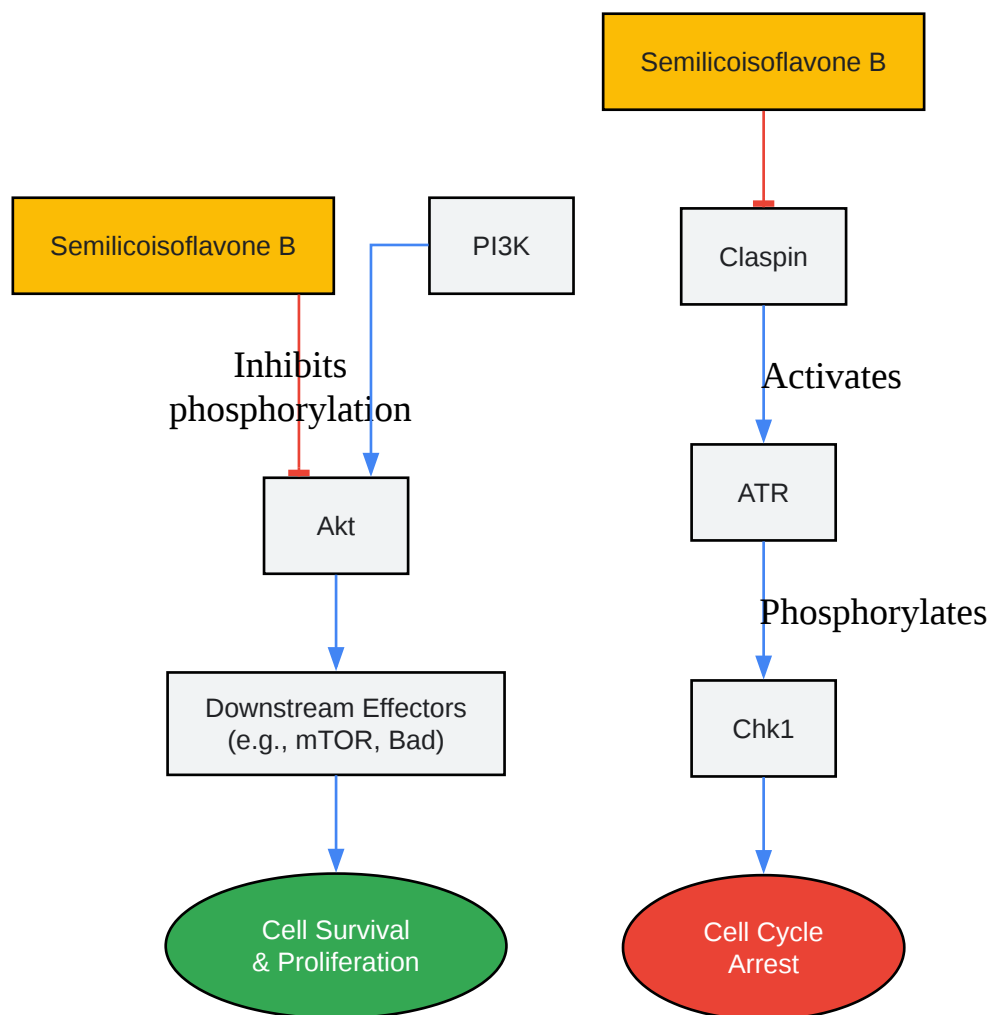 Semilicoisoflavone B
Semilicoisoflavone B
PI3K
Claspin
Inhibits
phosphorylation
Activates
Akt
ATR
Phosphorylates
Downstream Effectors
(e.g., mTOR, Bad)
Chk1
Cell Survival
& Proliferation
Cell Cycle
Arrest